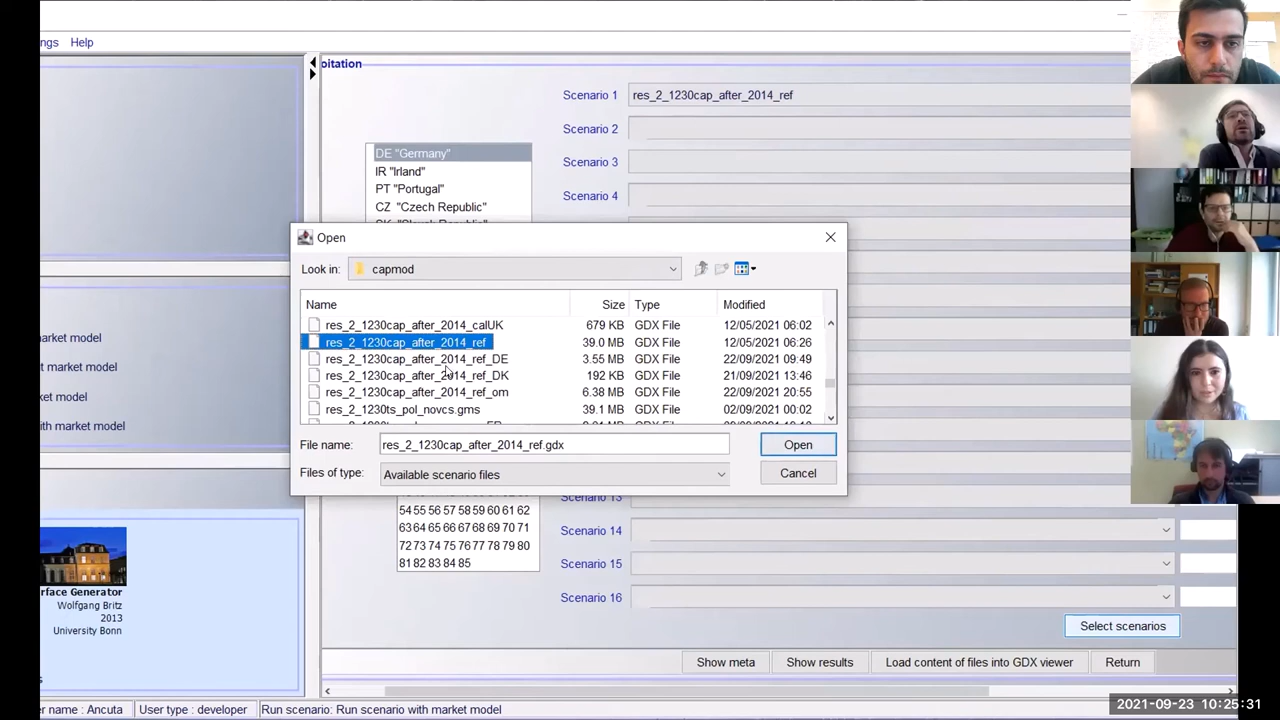 ngs Help
oitation
Scenario 1 res_2_1230cap_after_2014_ref
Scenario 2
Scenario 3
Scenario 4
DE "Germany"
IR "Irland"
PT "Portugal"
CZ "Czech Republic"
Open
Look in: capmod
Name Size Type Modified
res_2_1230cap_after_2014_calUK 679 KB GDX File 12/05/2021 06:02
res_2_1230cap_after_2014_ref 39.0 MB GDX File 12/05/2021 06:26
res_2_1230cap_after_2014_ref_DE 3.55 MB GDX File 22/09/2021 09:49
res_2_1230cap_after_2014_ref_DK 192 KB GDX File 21/09/2021 13:46
res_2_1230cap_after_2014_ref_om 6.38 MB GDX File 22/09/2021 20:55
res_2_1230ts_pol_novcs.gms 39.1 MB GDX File 02/09/2021 00:02
File name: res_2_1230cap_after_2014_ref.gdx Open
Files of type: Available scenario files Cancel
market model
t market model
ed market
vith market model
Scenario 13
54 55 56 57 58 59 60 61 62
63 64 65 66 67 68 69 70 71
72 73 74 75 76 77 78 79 80
81 82 83 84 85
Scenario 14
Scenario 15
Scenario 16
rface Generator
Wolfgang Britz
2013
University Bonn
Select scenarios
Show meta Show results Load content of files into GDX viewer Return
er name : Ancuta User type : developer Run scenario: Run scenario with market model
2021-09-23 10:25:31